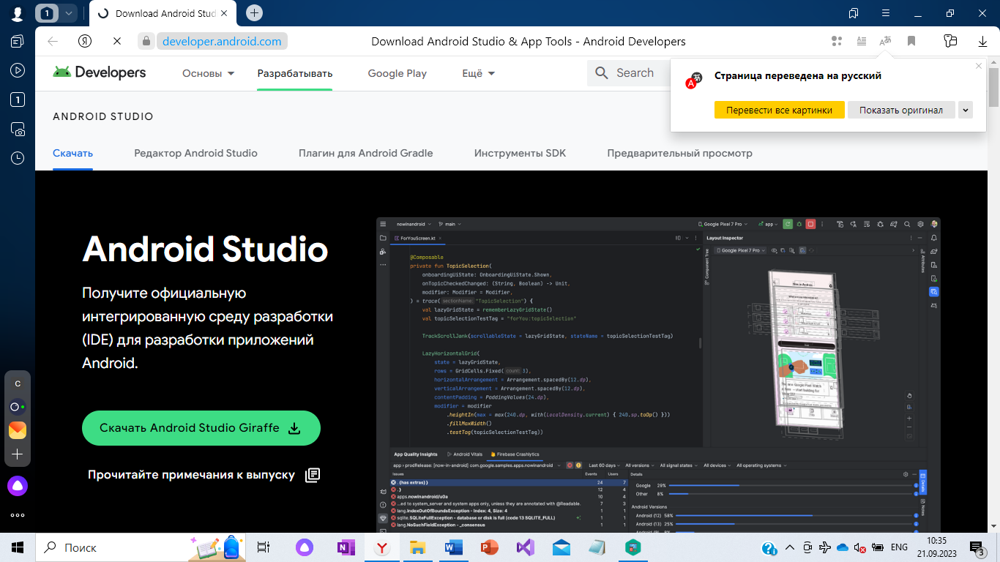 1
Download Android Stud
developer.android.com
Download Android Studio & App Tools - Android Developers
1
Developers
Основы
Разрабатывать
Google Play
Ещё
Search
Страница переведена на русский
Перевести все картинки
Показать оригинал
ANDROID STUDIO
Скачать
Редактор Android Studio
Плагин для Android Gradle
Инструменты SDK
Предварительный просмотр
Android Studio
Получите официальную
интегрированную среду разработки
(IDE) для разработки приложений
Android.
Скачать Android Studio Giraffe
Прочитайте примечания к выпуску
nowinandroid main Google Pixel 7 Pro app
ForYouScreen.kt
Layout Inspector
Google Pixel 7 Pro
Component Tree
Attributes
@Composable
private fun TopicSelection(
onboardingUiState: OnboardingUiState.Shown,
onTopicCheckedChanged: (String, Boolean) -> Unit,
modifier: Modifier = Modifier,
) = trace( sectionName: "TopicSelection") {
val lazyGridState = rememberLazyGridState()
val topicSelectionTestTag = "forYou:topicSelection"
TrackScrollJank(scrollableState = lazyGridState, stateName = topicSelectionTestTag)
LazyHorizontalGrid(
state = lazyGridState,
rows = GridCells.Fixed( count: 3),
horizontalArrangement = Arrangement.spacedBy(12.dp),
verticalArrangement = Arrangement.spacedBy(12.dp),
contentPadding = PaddingValues(24.dp),
modifier = modifier
.heightIn(max = max(240.dp, with(LocalDensity.current) { 240.sp.toDp() }))
.fillMaxWidth()
.testTag(topicSelectionTestTag))
App Quality Insights Android Vitals Firebase Crashlytics
app › prodRelease: [now-in-android] com.google.samples.apps.nowinandroid Last 60 days All versions All signal states All devices All operating systems
Issues Events Users
Details
.(has extras) } 24 7
.} 12 4
apps.nowinandroid/u0a 10 4
...ed to system_server and system apps only, unless they are annotated with @Readable. 7 3
lang.IndexOutOfBoundsException - Index: 4, Size: 4 1 1
sqlite.SQLiteFullException - database or disk is full (code 13 SQLITE_FULL) 1 1
lang.NoSuchFieldException - _consensus 1 1
Google 29%
Other 8%
Android Versions
Android (12) 58%
Android (13) 25%
Details
Notes
C
Поиск
ENG
10:35
21.09.2023
3